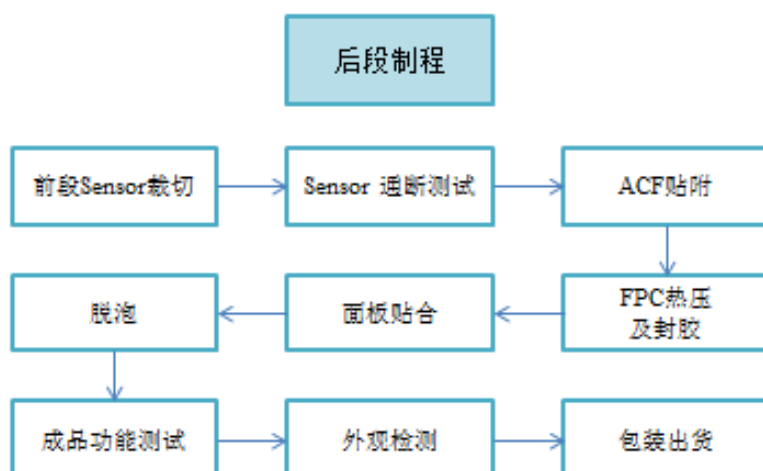 后段制程
前段Sensor裁切
Sensor 通断测试
ACF贴附
FPC热压
及封胶
面板贴合
脱泡
成品功能测试
外观检测
包装出货